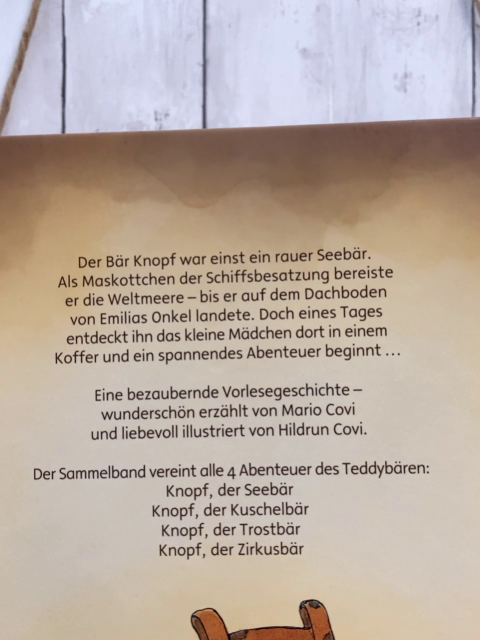 Der Bär Knopf war einst ein rauer Seebär.
Als Maskottchen der Schiffsbesatzung bereiste
er die Weltmeere – bis er auf dem Dachboden
von Emilias Onkel landete. Doch eines Tages
entdeckt ihn das kleine Mädchen dort in einem
Koffer und ein spannendes Abenteuer beginnt ...
Eine bezaubernde Vorlesegeschichte –
wunderschön erzählt von Mario Covi
und liebevoll illustriert von Hildrun Covi.
Der Sammelband vereint alle 4 Abenteuer des Teddybären:
Knopf, der Seebär
Knopf, der Kuschelbär
Knopf, der Trostbär
Knopf, der Zirkusbär